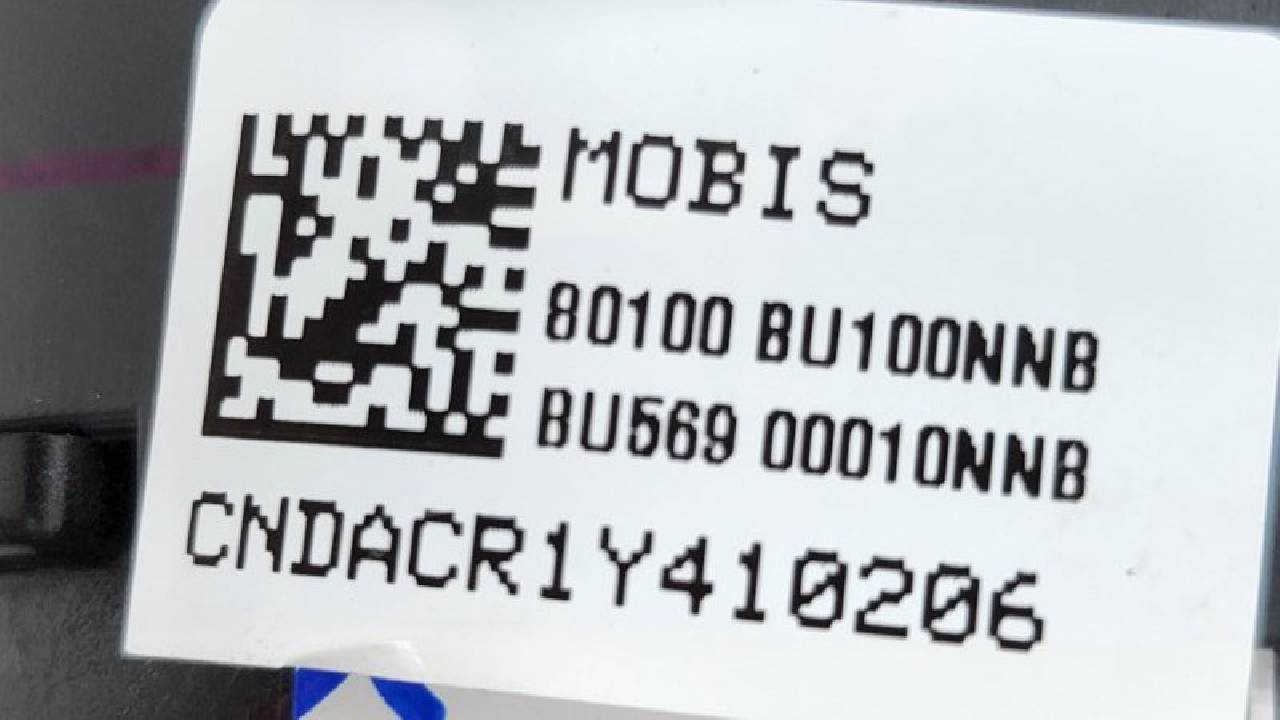 MOBIS
80100 BU100NNB
BU569 00010NNB
CNDACR1Y410206